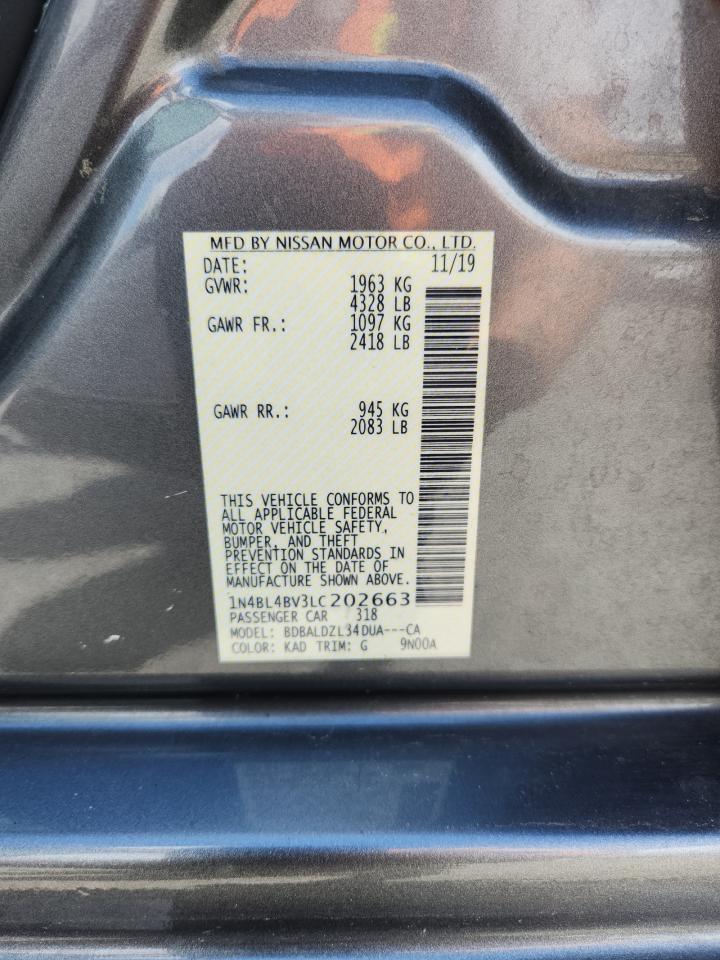 MFD BY NISSAN MOTOR CO., LTD.
DATE: 11/19
GVWR: 1963 KG
4328 LB
GAWR FR.: 1097 KG
2418 LB
GAWR RR.: 945 KG
2083 LB
THIS VEHICLE CONFORMS TO
ALL APPLICABLE FEDERAL
MOTOR VEHICLE SAFETY,
BUMPER, AND THEFT
PREVENTION STANDARDS IN
EFFECT ON THE DATE OF
MANUFACTURE SHOWN ABOVE.
1N4BL4BV3LC202663
PASSENGER CAR 318
MODEL: BDBALDZL34DUA---CA
COLOR: KAD TRIM: G 9N00A